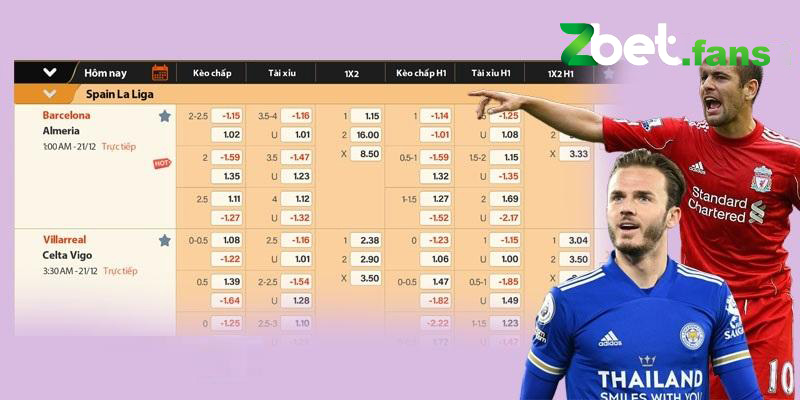 Zbet.fans
Hôm nay Kèo chấp Tài xỉu 1X2 Kèo chấp H1 Tài xỉu H1 1X2 H1
Spain La Liga
Barcelona 2-2.5 -1.15 3.5-4 -1.16 1 1.15 1 -1.14 -1.25
Almeria 1.02 U 1.01 2 16.00 -1.01 U 1.08
1:00 AM - 21/12 Trực tiếp 2 -1.59 3.5 -1.47 X 8.50 0.5-1 -1.59 1.5-2 1.15 X 3.33
HOT 1.35 U 1.23 1.32 U -1.35
2.5 1.11 4 1.12 1-1.5 1.27 2 1.69
-1.27 U -1.32 -1.52 U -2.17
Villarreal 0-0.5 1.08 2.5 -1.16 1 2.38 0 -1.23 1 -1.15 1 3.04
Celta Vigo -1.22 U 1.01 2 2.90 1.06 U 1.00 2 3.50
3:30 AM - 21/12 Trực tiếp 0.5 1.39 2-2.5 -1.54 X 3.50 0-0.5 1.47 0.5-1 -1.85 X
-1.64 U 1.28 -1.82 U 1.49
0 -1.25 2.5-3 1.10 -2.22 1-1.5 1.23
1.72 U -1.47
Standard
Chartered
adidas
10
adidas
THAILAND
SMILES WITH YOU